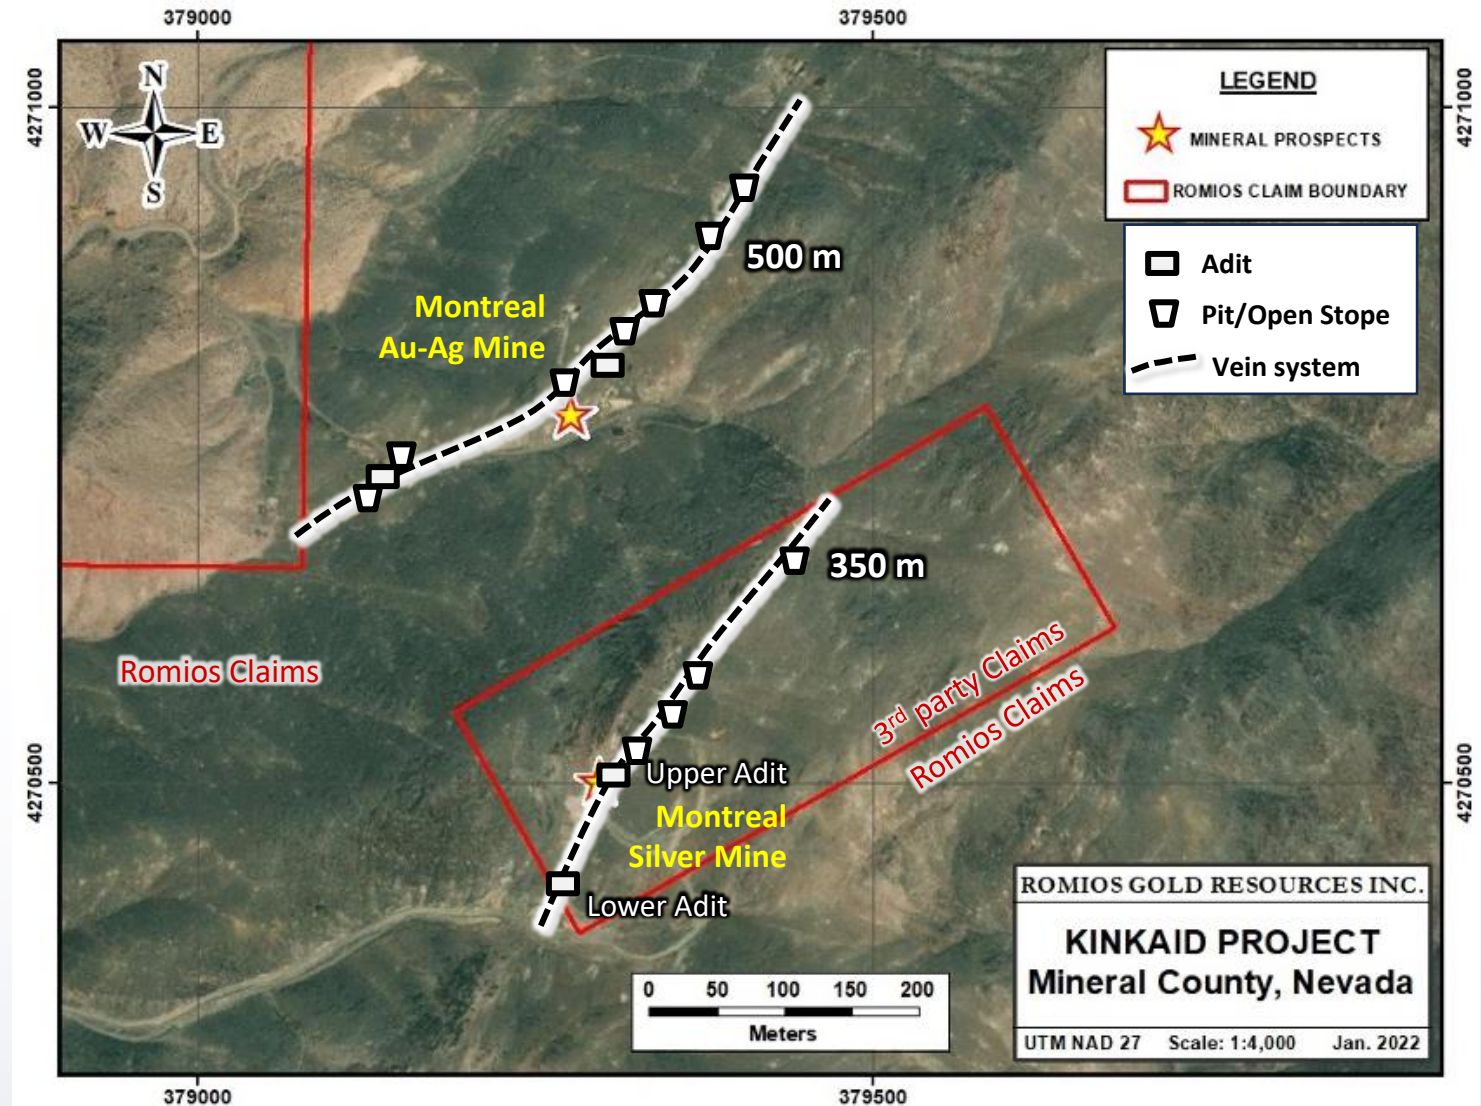 379000
379500
4271000
4271000
N
W
E
S
LEGEND
MINERAL PROSPECTS
ROMIOS CLAIM BOUNDARY
Adit
Pit/Open Stope
Vein system
500 m
Montreal
Au-Ag Mine
350 m
Romios Claims
3rd party Claims
Romios Claims
4270500
4270500
Upper Adit
Montreal
Silver Mine
Lower Adit
0 50 100 150 200
Meters
ROMIOS GOLD RESOURCES INC.
KINKAID PROJECT
Mineral County, Nevada
UTM NAD 27 Scale: 1:4,000 Jan. 2022
379000
379500